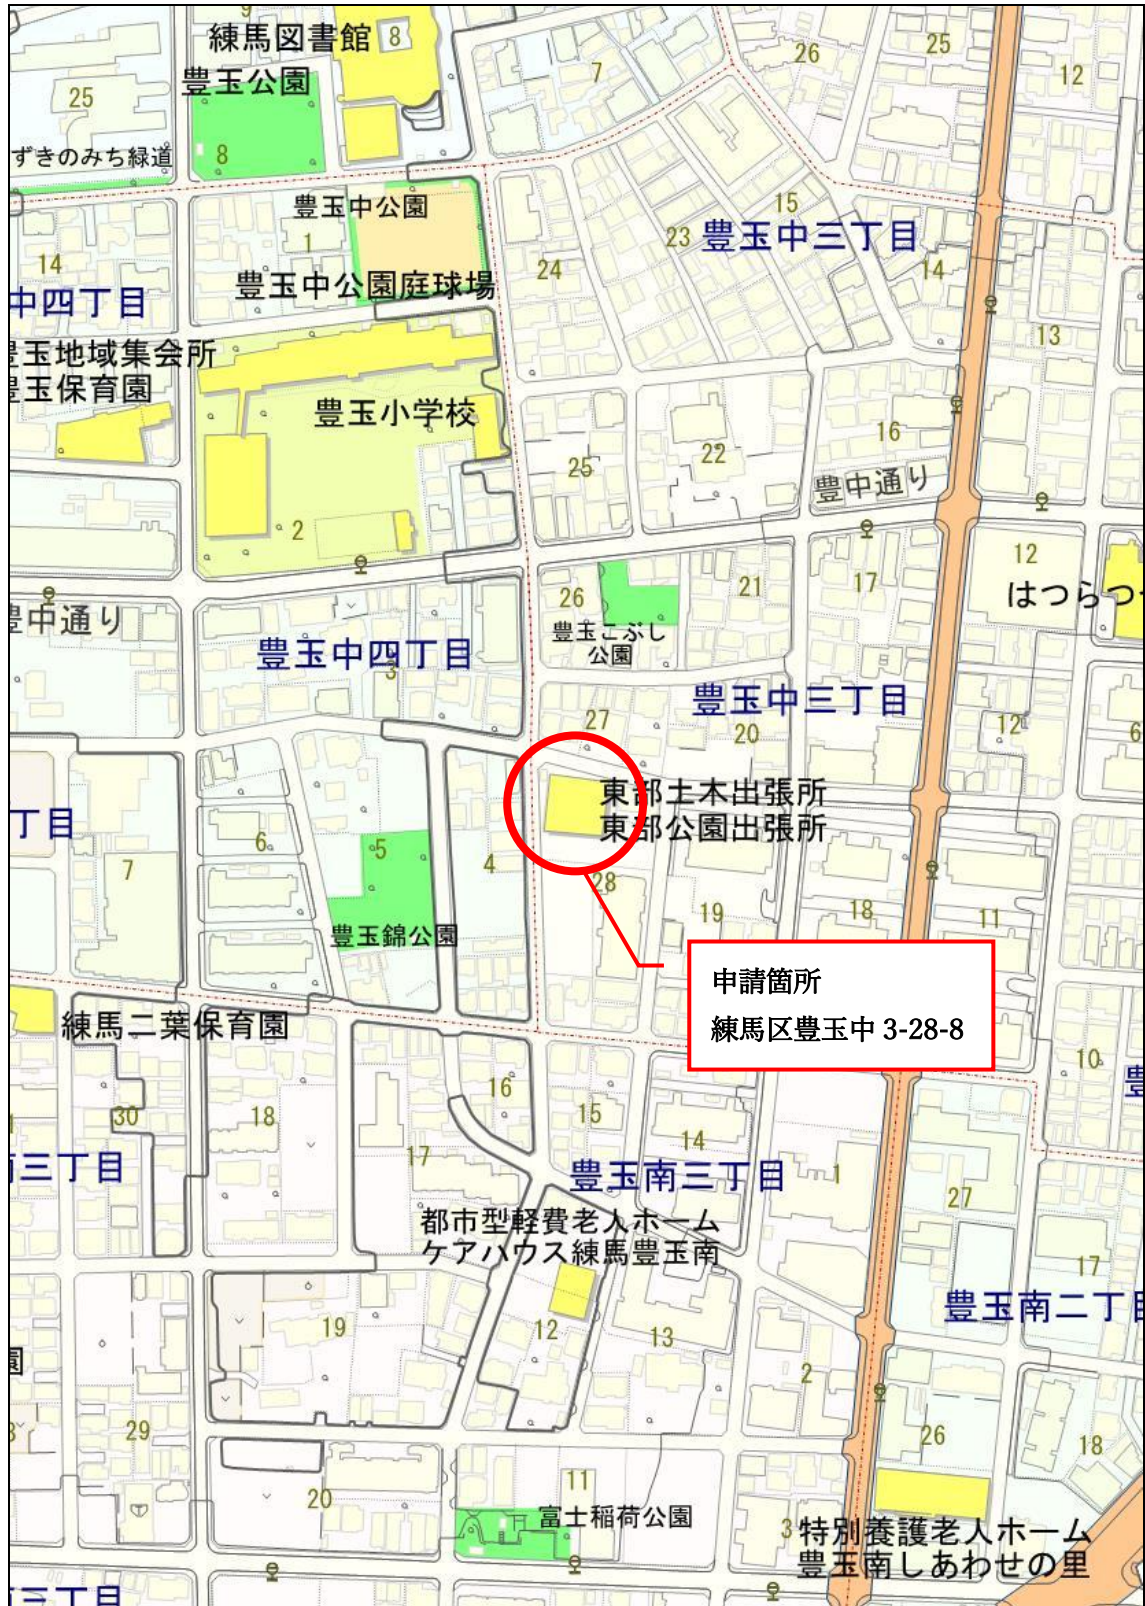 9
練馬図書館
8
豊玉公園
25
8
ずきのみち緑道
7
26
25
12
豊玉中公園
1
14
中四丁目
豊玉中公園庭球場
24
23
豊玉中三丁目
15
14
13
豊玉地域集会所
豊玉保育園
豊玉小学校
2
25
22
16
豊中通り
12
はつらつ
豊中通り
豊玉中四丁目
3
26
豊玉こぶし
公園
21
17
豊玉中三丁目
27
20
12
6
東部土木出張所
東部公園出張所
丁目
7
6
5
4
28
19
18
11
豊玉錦公園
申請箇所
練馬区豊玉中 3-28-8
練馬二葉保育園
30
18
17
16
15
14
1
10
豊
南三丁目
豊玉南三丁目
27
17
都市型軽費老人ホーム
ケアハウス練馬豊玉南
豊玉南二丁目
19
12
13
2
園
29
20
11
26
18
富士稲荷公園
3
特別養護老人ホーム
豊玉南しあわせの里
三丁目